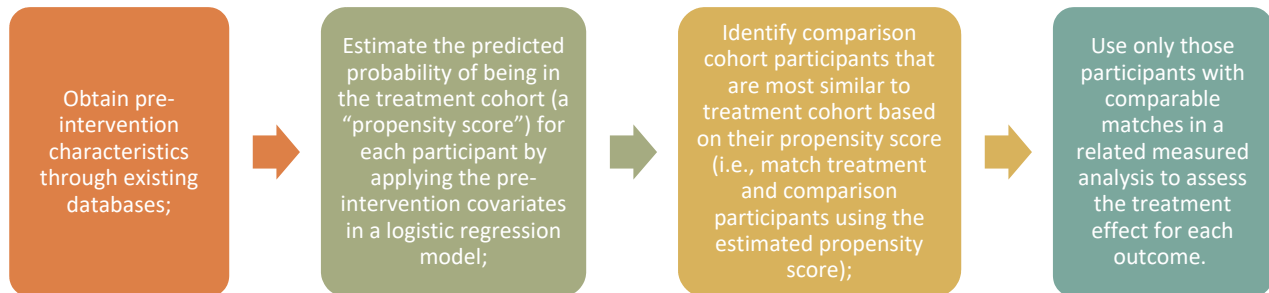 Obtain pre-
intervention
characteristics
through existing
databases;
Estimate the predicted
probability of being in
the treatment cohort (a
“propensity score”) for
each participant by
applying the pre-
intervention covariates
in a logistic regression
model;
Identify comparison
cohort participants that
are most similar to
treatment cohort based
on their propensity score
(i.e., match treatment
and comparison
participants using the
estimated propensity
score);
Use only those
participants with
comparable
matches in a
related measured
analysis to assess
the treatment
effect for each
outcome.